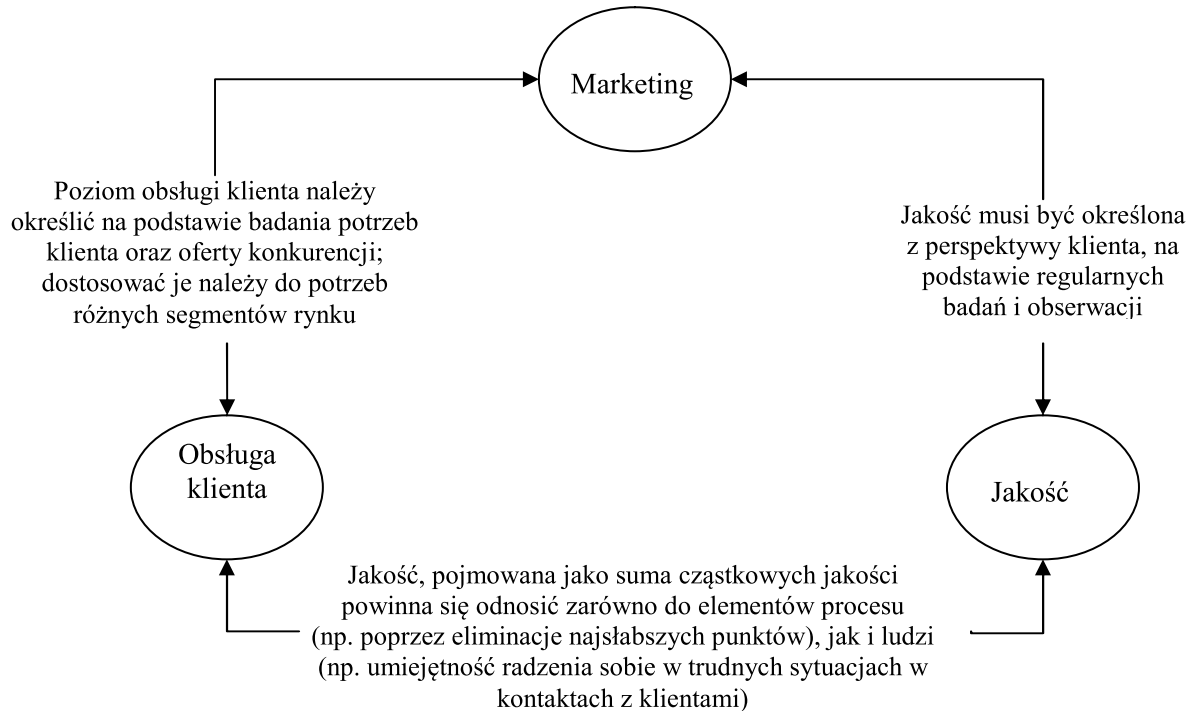 Marketing
Poziom obsługi klienta należy
określić na podstawie badania potrzeb
klienta oraz oferty konkurencji;
dostosować je należy do potrzeb
różnych segmentów rynku
Jakość musi być określona
z perspektywy klienta, na
podstawie regularnych
badań i obserwacji
Obsługa
klienta
Jakość
Jakość, pojmowana jako suma cząstkowych jakości
powinna się odnosić zarówno do elementów procesu
(np. poprzez eliminacje najsłabszych punktów), jak i ludzi
(np. umiejętność radzenia sobie w trudnych sytuacjach w
kontaktach z klientami)